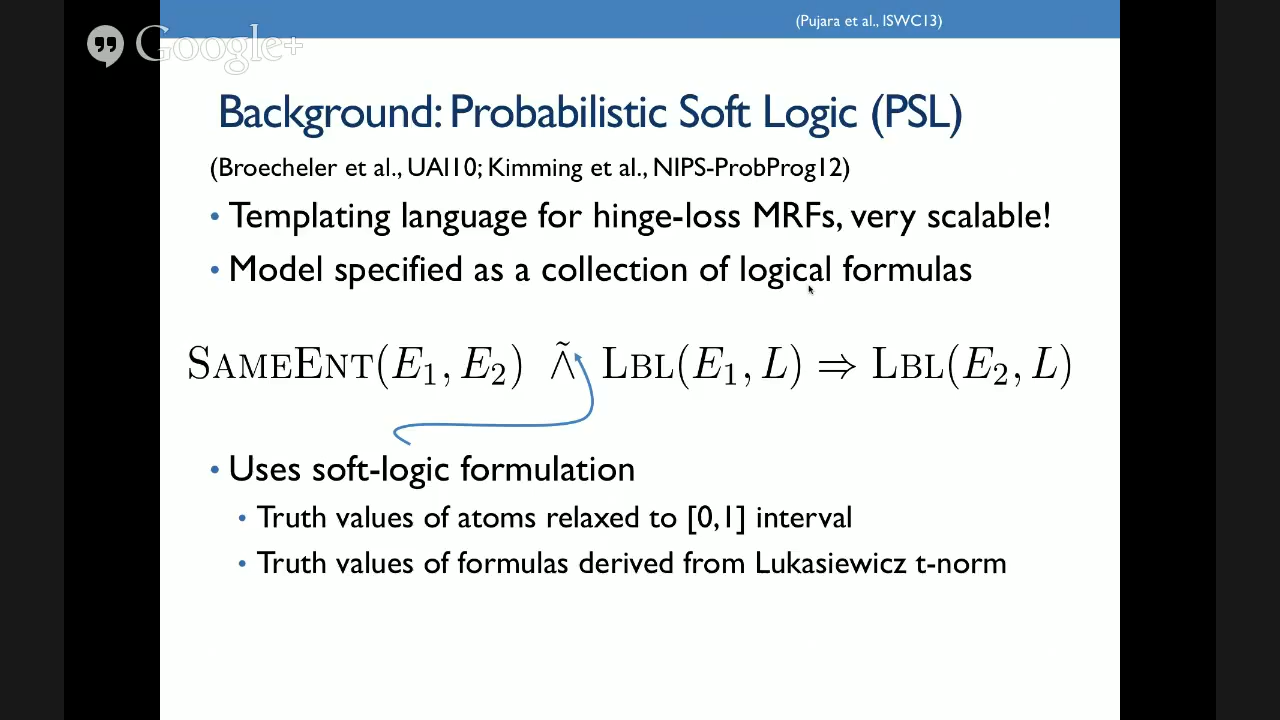 (Pujara et al., ISWC13)
Google+
Background: Probabilistic Soft Logic (PSL)
(Broecheler et al., UAI10; Kimming et al., NIPS-ProbProg12)
• Templating language for hinge-loss MRFs, very scalable!
• Model specified as a collection of logical formulas
SAMEENT(E₁, E₂) ∧̃ LBL(E₁, L) ⇒ LBL(E₂, L)
• Uses soft-logic formulation
• Truth values of atoms relaxed to [0,1] interval
• Truth values of formulas derived from Lukasiewicz t-norm